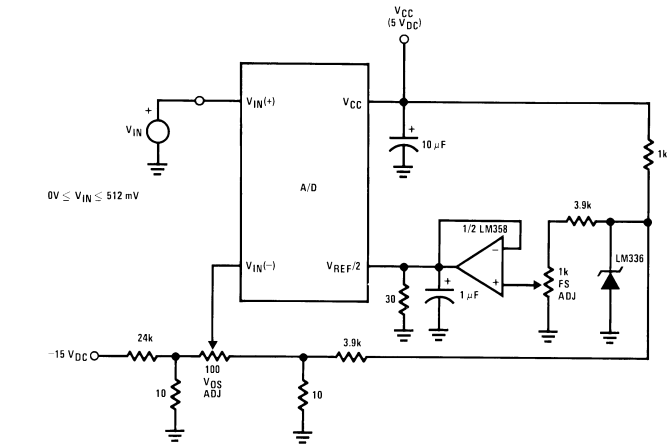 VCC
(5 VDC)
VIN(+)
VCC
+
VIN
+
10 μF
1k
A/D
0V ≤ VIN ≤ 512 mV
3.9k
1/2 LM358
−
VIN(−)
VREF/2
LM336
+
1 μF
+
1k
FS
ADJ
30
24k
3.9k
−15 VDC
100
VOS
ADJ
10
10